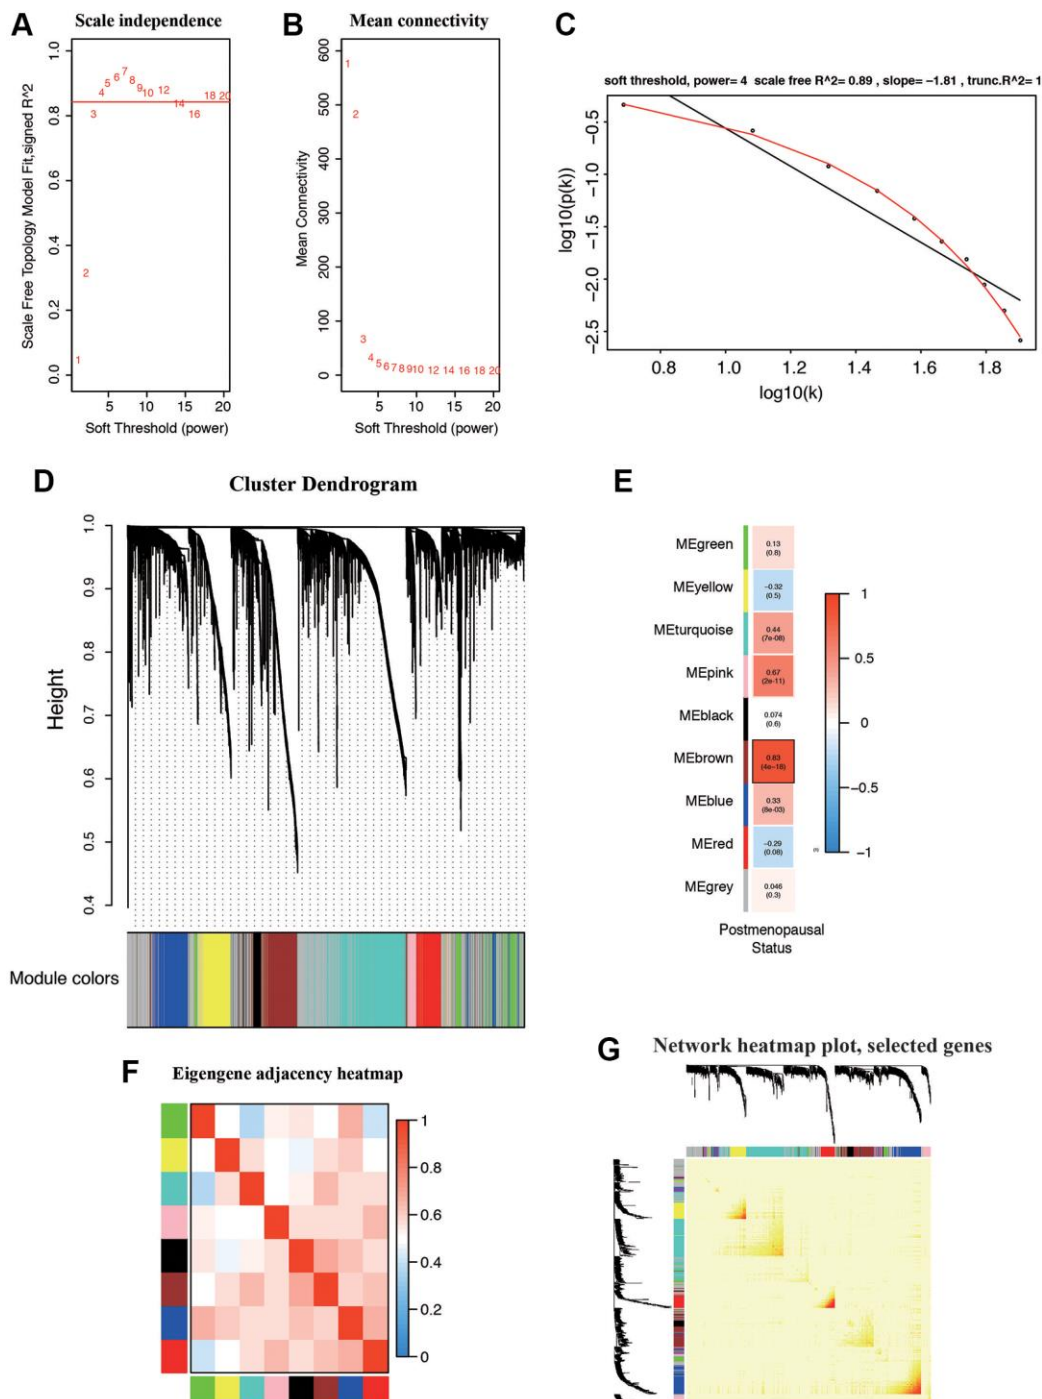 A
Scale independence
Scale Free Topology Model Fit,signed R^2
0.0 0.2 0.4 0.6 0.8 1.0
1 2 3 4 5 6 7 8 9 10 12 14 16 18 20
5 10 15 20
Soft Threshold (power)
B
Mean connectivity
Mean Connectivity
0 100 200 300 400 500 600
1 2 3 4 5 6 7 8 9 10 12 14 16 18 20
5 10 15 20
Soft Threshold (power)
C
soft threshold, power= 4 scale free R^2= 0.89 , slope= −1.81 , trunc.R^2= 1
log10(p(k))
−0.5
−1.0
−1.5
−2.0
−2.5
0.8 1.0 1.2 1.4 1.6 1.8
log10(k)
D
Cluster Dendrogram
Height
1.0
0.9
0.8
0.7
0.6
0.5
0.4
Module colors
E
MEgreen
0.13
(0.8)
MEyellow
−0.32
(0.5)
MEturquoise
0.44
(7e-08)
MEpink
0.67
(2e-11)
MEblack
0.074
(0.6)
MEbrown
0.83
(4e−18)
MEblue
0.33
(8e-03)
MEred
−0.29
(0.08)
MEgrey
0.046
(0.3)
1
0.5
0
−0.5
−1
Postmenopausal
Status
F
Eigengene adjacency heatmap
1
0.8
0.6
0.4
0.2
0
G
Network heatmap plot, selected genes